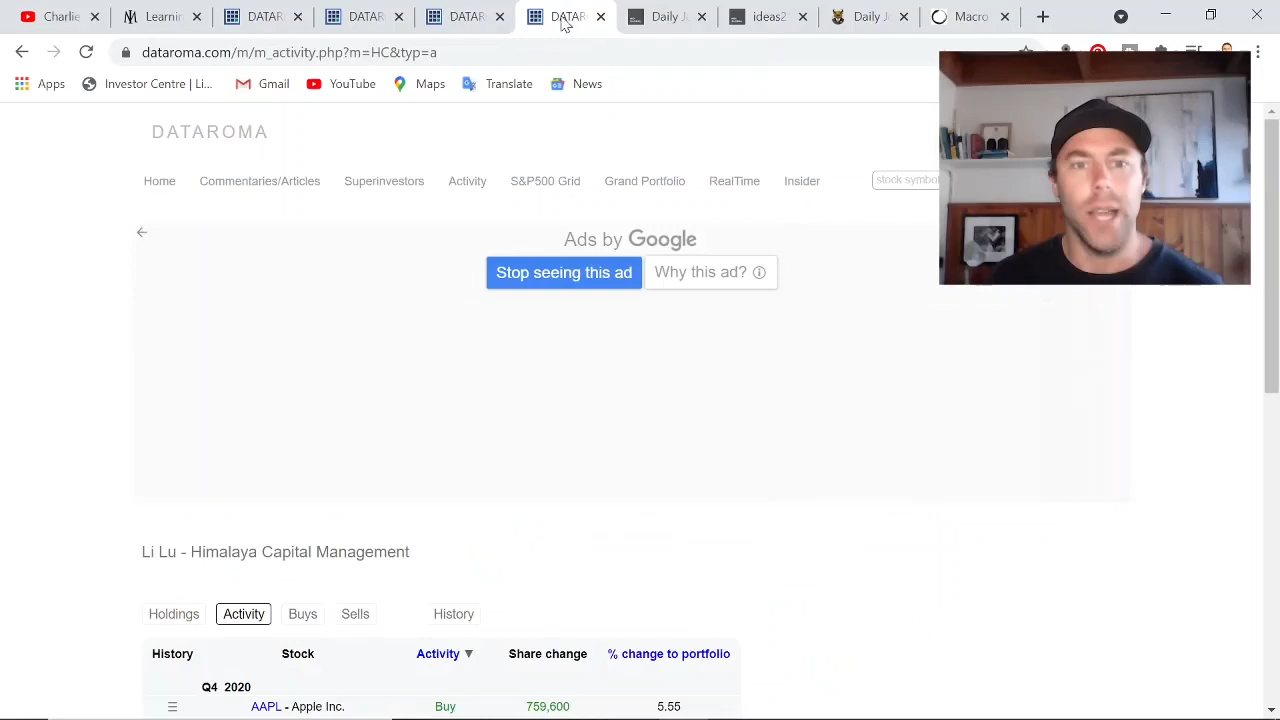 Charlie
Learnin
DATAR
DATAR
DATAR
DATAR
Daily J
ideas2
Daily J
Macro
dataroma.com/m/m_activity.php?m=HC&typ=a
Apps
Investor Centre | Li...
Gmail
YouTube
Maps
Translate
News
DATAROMA
Home
Commentaries/Articles
Superinvestors
Activity
S&P500 Grid
Grand Portfolio
RealTime
Insider
stock symbol
Ads by Google
Stop seeing this ad
Why this ad?
Li Lu - Himalaya Capital Management
Holdings
Activity
Buys
Sells
History
History Stock Activity ▼ Share change % change to portfolio
Q4 2020
≡ AAPL - Apple Inc. Buy 759,600 5.55